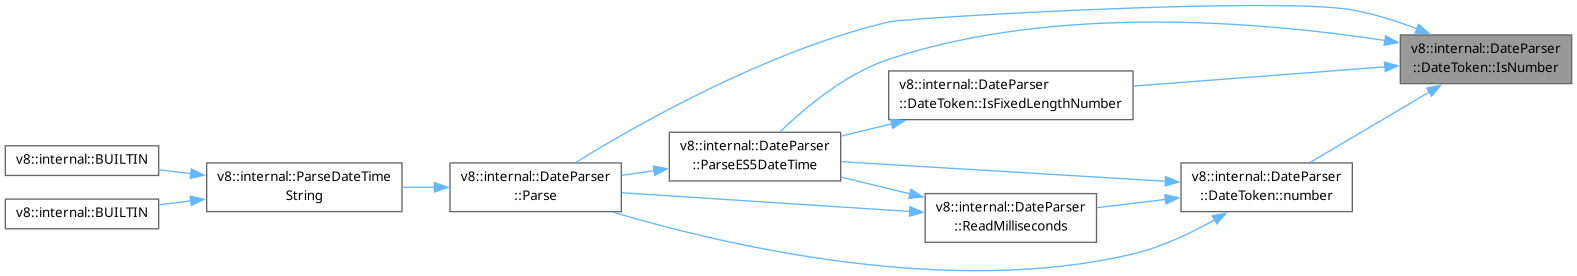 v8::internal::DateParser
::DateToken::IsNumber
v8::internal::DateParser
::DateToken::IsFixedLengthNumber
v8::internal::DateParser
::ParseES5DateTime
v8::internal::BUILTIN
v8::internal::ParseDateTime
String
v8::internal::DateParser
::Parse
v8::internal::DateParser
::DateToken::number
v8::internal::BUILTIN
v8::internal::DateParser
::ReadMilliseconds